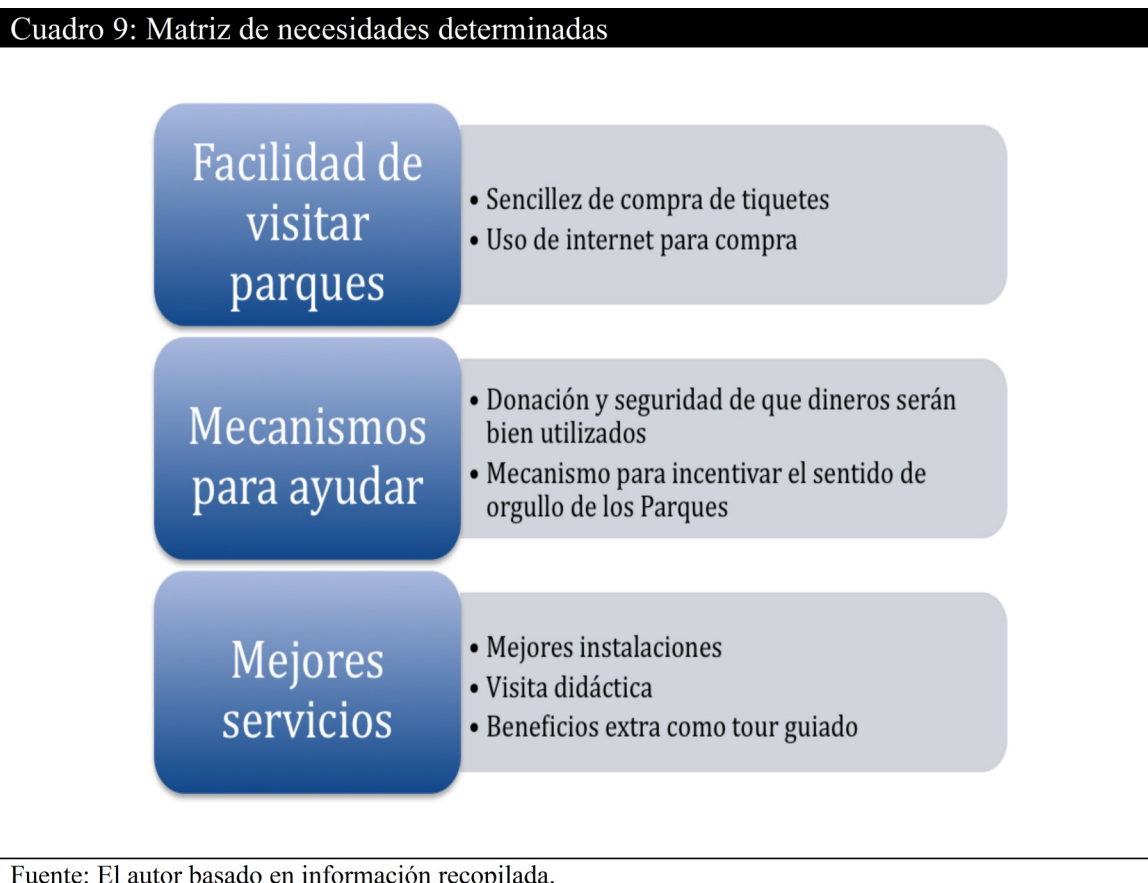 Cuadro 9: Matriz de necesidades determinadas
Facilidad de
visitar
parques
• Sencillez de compra de tiquetes
• Uso de internet para compra
Mecanismos
para ayudar
• Donación y seguridad de que dineros serán
bien utilizados
• Mecanismo para incentivar el sentido de
orgullo de los Parques
Mejores
servicios
• Mejores instalaciones
• Visita didáctica
• Beneficios extra como tour guiado
Fuente: El autor basado en información recopilada.